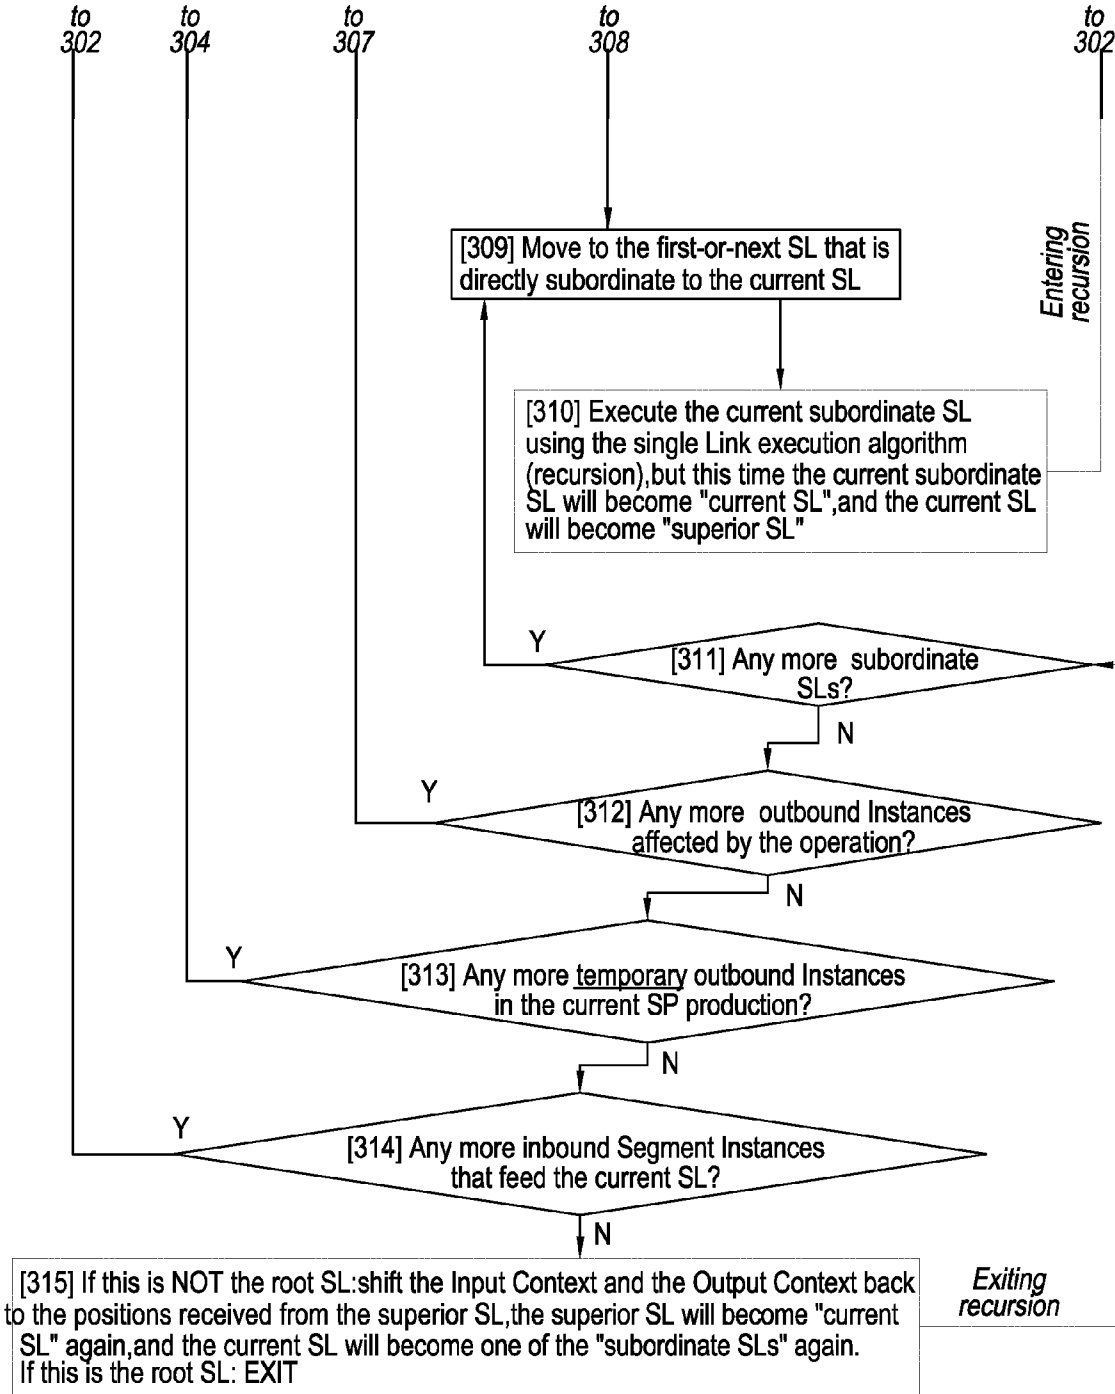 to
302
to
304
to
307
to
308
to
302
[309] Move to the first-or-next SL that is
directly subordinate to the current SL
Entering
recursion
[310] Execute the current subordinate SL
using the single Link execution algorithm
(recursion),but this time the current subordinate
SL will become "current SL",and the current SL
will become "superior SL"
Y
[311] Any more subordinate
SLs?
N
Y
[312] Any more outbound Instances
affected by the operation?
N
Y
[313] Any more temporary outbound Instances
in the current SP production?
N
Y
[314] Any more inbound Segment Instances
that feed the current SL?
N
[315] If this is NOT the root SL:shift the Input Context and the Output Context back
to the positions received from the superior SL,the superior SL will become "current
SL" again,and the current SL will become one of the "subordinate SLs" again.
If this is the root SL: EXIT
Exiting
recursion